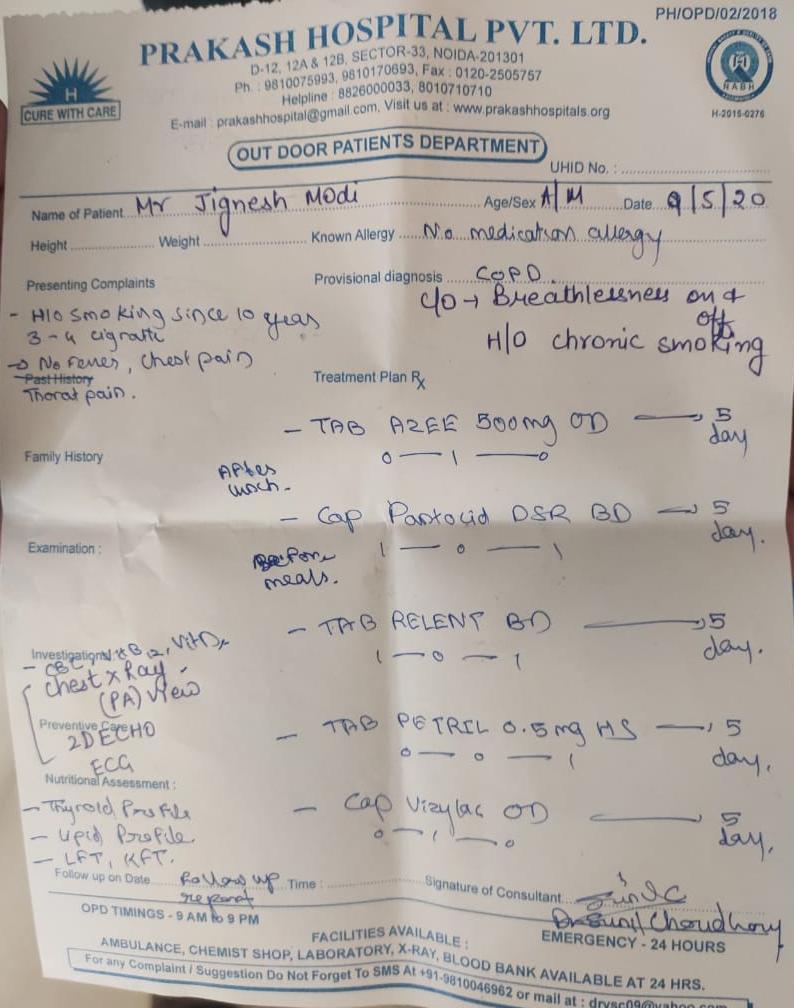 PH/OPD/02/2018
PRAKASH HOSPITAL PVT. LTD.
D-12, 12A & 12B, SECTOR-33, NOIDA-201301
Ph. : 9810075993, 9810170693, Fax : 0120-2505757
Helpline : 8826000033, 8010710710
E-mail : prakashhospital@gmail.com, Visit us at : www.prakashhospitals.org
H
CURE WITH CARE
NABH
H-2015-0276
OUT DOOR PATIENTS DEPARTMENT
UHID No. :
Name of Patient Mr Jignesh Modi Age/Sex A/M Date 9/5/20
Height Weight Known Allergy No medication allergy
Presenting Complaints
Provisional diagnosis COPD.
C/O → Breathlessness on & off
H/O chronic smoking
- H/O smoking since 10 years
3-4 cigratte
→ No fever, chest pain
Past History
Thorat pain.
Treatment Plan Rx
- TAB AZEE 500mg OD → 5 day
0 — 1 — 0
After
Family History
- Cap Pantocid DSR BD → 5 day.
1 — 0 — 1
Before meals.
Examination :
- TAB RELENT BD → 5 day.
1 — 0 — 1
Investigations
- CBC, B12, Vit D,
Chest x Ray.
(PA) view
Preventive Care
2D ECHO
ECG
- TAB PETRIL 0.5mg HS → 5 day.
0 — 0 — 1
Nutritional Assessment :
- Thyroid Profile
- Lipid Profile
- LFT, KFT.
- Cap Vizylac OD → 5 day.
0 — 1 — 0
Follow up on Date Follow up report Time :
Signature of Consultant
Dr Sunil Choudhary
OPD TIMINGS - 9 AM to 9 PM
EMERGENCY - 24 HOURS
FACILITIES AVAILABLE :
AMBULANCE, CHEMIST SHOP, LABORATORY, X-RAY, BLOOD BANK AVAILABLE AT 24 HRS.
For any Complaint / Suggestion Do Not Forget To SMS At +91-9810046962 or mail at : drvsc09@yahoo.com